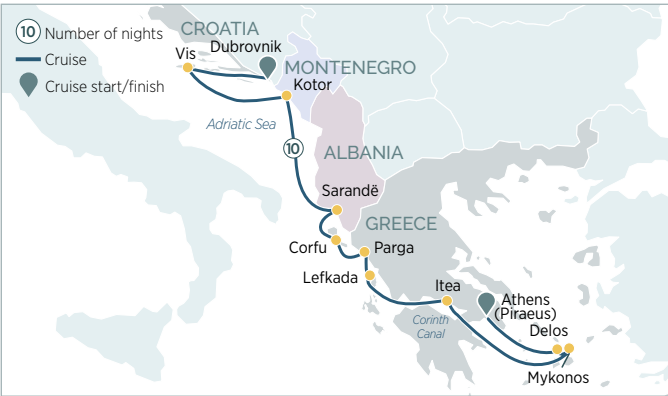 10 Number of nights
Cruise
Cruise start/finish
CROATIA
Vis
Dubrovnik
MONTENEGRO
Kotor
Adriatic Sea
10
ALBANIA
Sarandë
GREECE
Corfu
Parga
Lefkada
Itea
Corinth
Canal
Athens
(Piraeus)
Delos
Mykonos